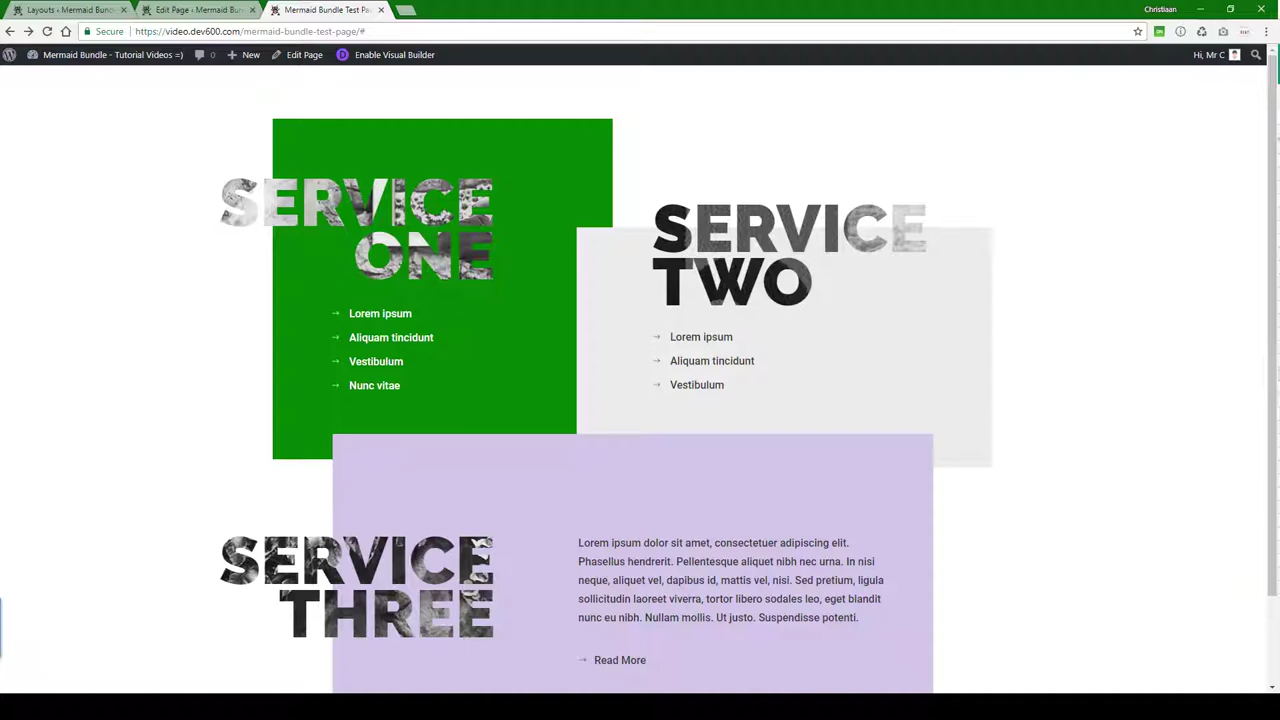 Layouts ‹ Mermaid Bund
Edit Page ‹ Mermaid Bun
Mermaid Bundle Test Pa
Christiaan
Secure
https://video.dev600.com/mermaid-bundle-test-page/#
Mermaid Bundle - Tutorial Videos =)
0
New
Edit Page
D
Enable Visual Builder
Hi, Mr C
SERVICE
ONE
Lorem ipsum
Aliquam tincidunt
Vestibulum
Nunc vitae
SERVICE
TWO
Lorem ipsum
Aliquam tincidunt
Vestibulum
SERVICE
THREE
Lorem ipsum dolor sit amet, consectetuer adipiscing elit.
Phasellus hendrerit. Pellentesque aliquet nibh nec urna. In nisi
neque, aliquet vel, dapibus id, mattis vel, nisi. Sed pretium, ligula
sollicitudin laoreet viverra, tortor libero sodales leo, eget blandit
nunc eu nibh. Nullam mollis. Ut justo. Suspendisse potenti.
Read More